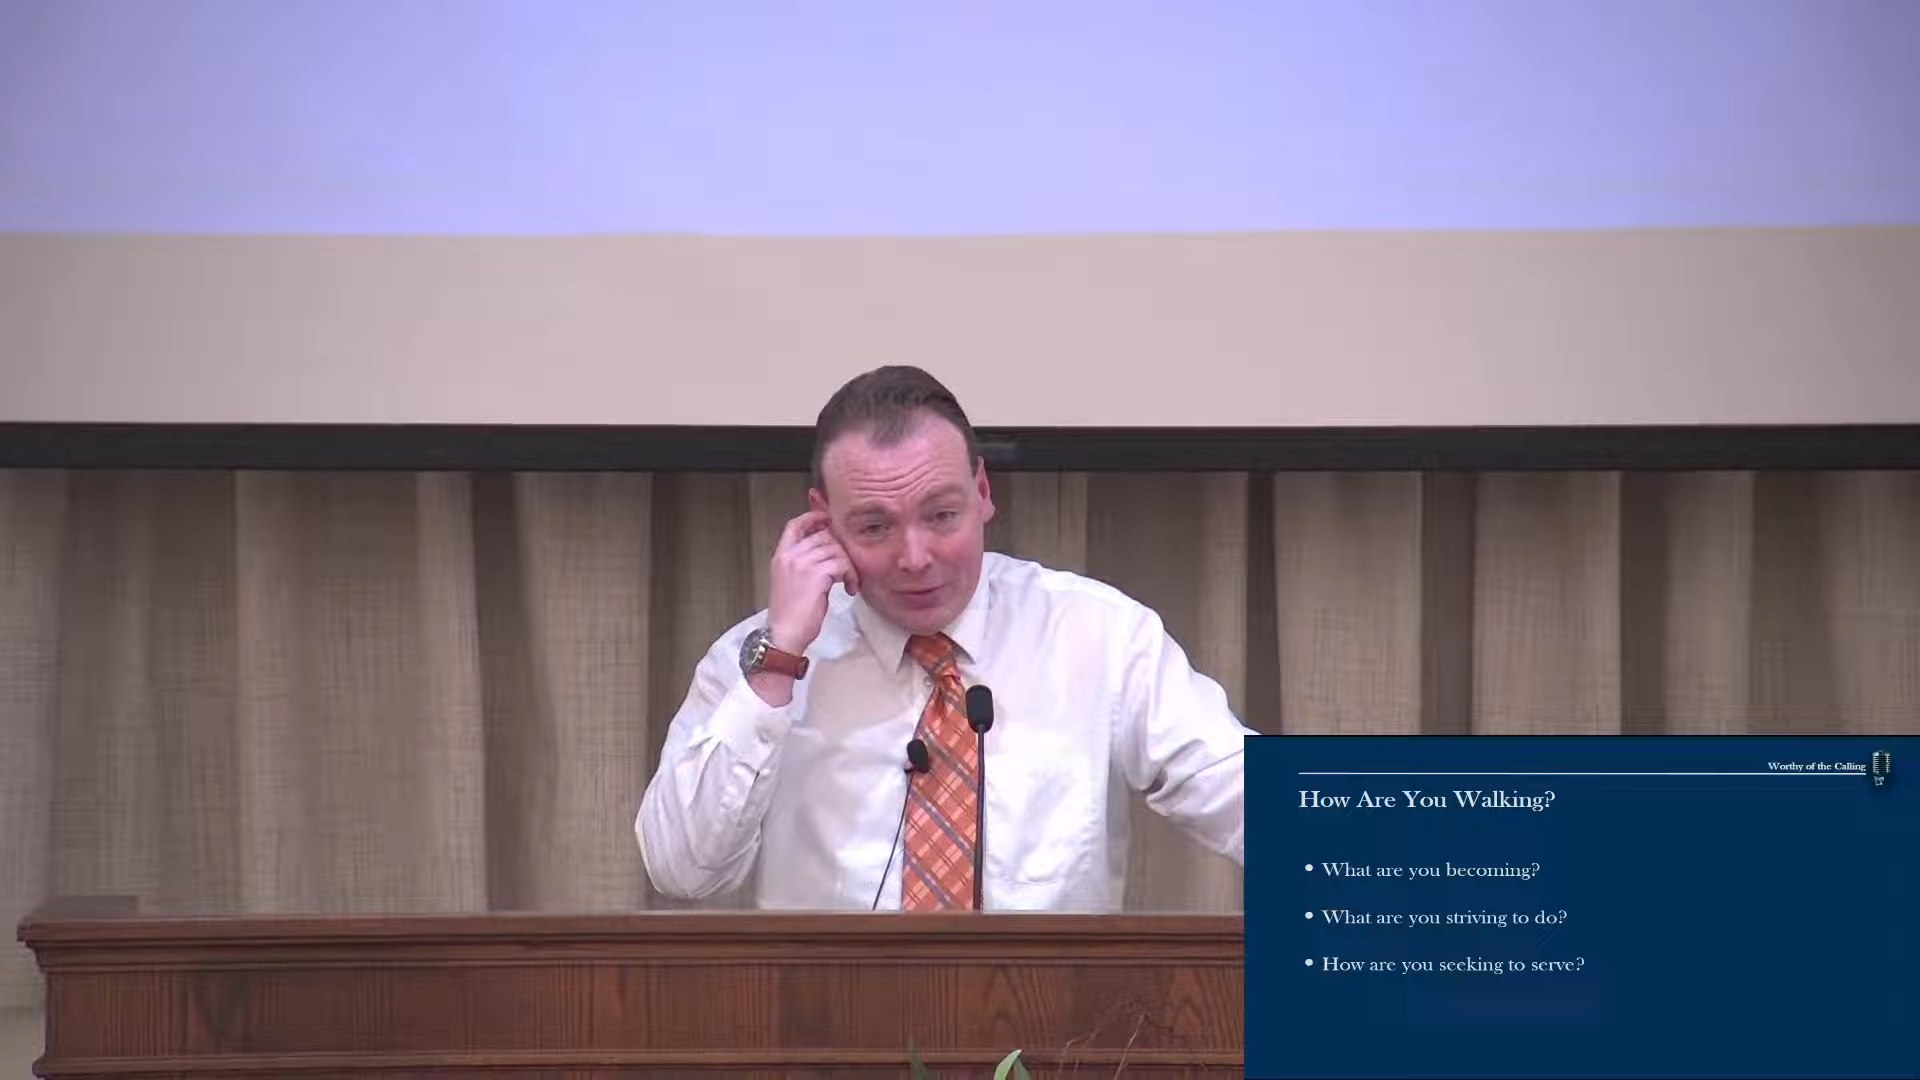 Worthy of the Calling
How Are You Walking?
• What are you becoming?
• What are you striving to do?
• How are you seeking to serve?